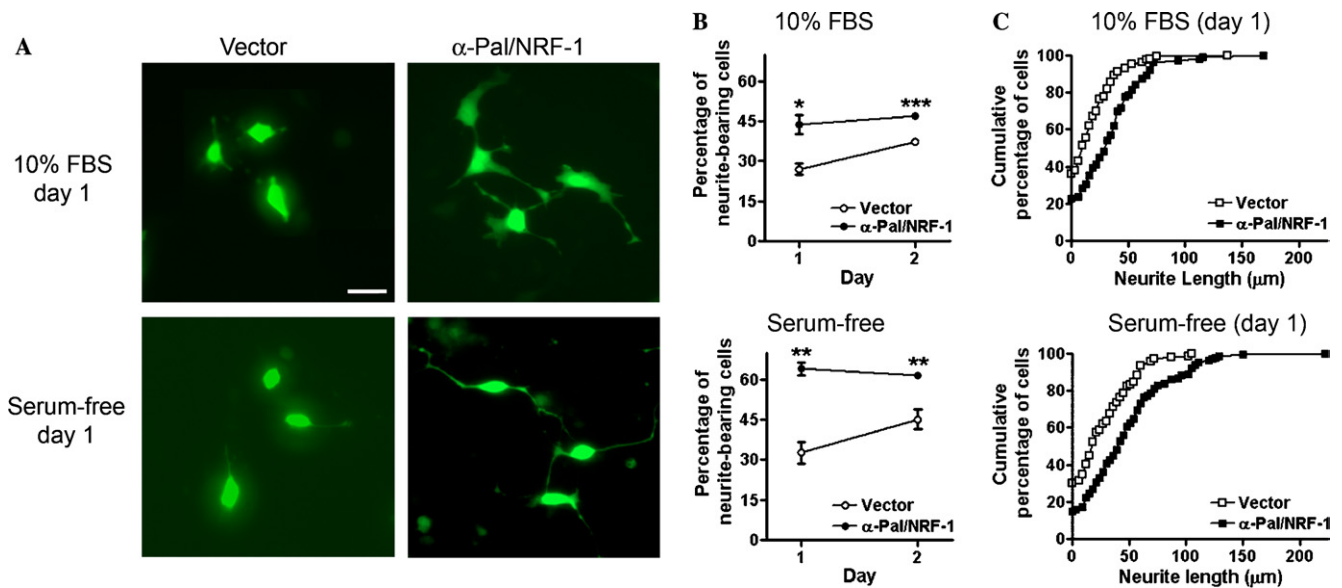 A
Vector
α-Pal/NRF-1
10% FBS
day 1
Serum-free
day 1
B
10% FBS
Percentage of
neurite-bearing cells
60
45
30
15
0
*
***
Vector
α-Pal/NRF-1
1
2
Day
Serum-free
Percentage of
neurite-bearing cells
60
45
30
15
0
**
**
Vector
α-Pal/NRF-1
1
2
Day
C
10% FBS (day 1)
Cumulative
percentage of cells
100
80
60
40
20
0
Vector
α-Pal/NRF-1
0 50 100 150 200
Neurite Length (μm)
Serum-free (day 1)
Cumulative
percentage of cells
100
80
60
40
20
0
Vector
α-Pal/NRF-1
0 50 100 150 200
Neurite length (μm)